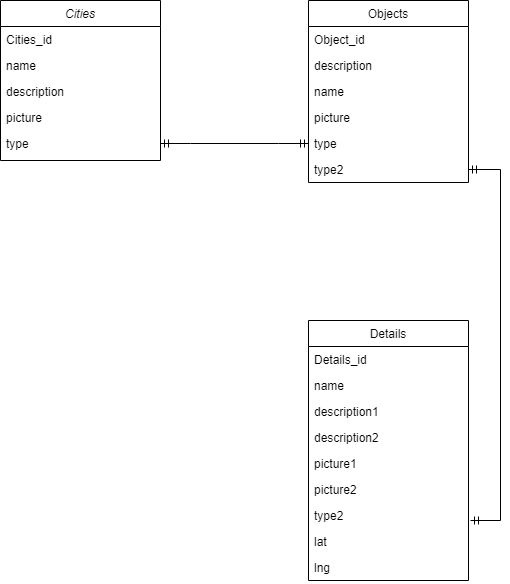 Cities
Cities_id
name
description
picture
type
Objects
Object_id
description
name
picture
type
type2
Details
Details_id
name
description1
description2
picture1
picture2
type2
lat
lng